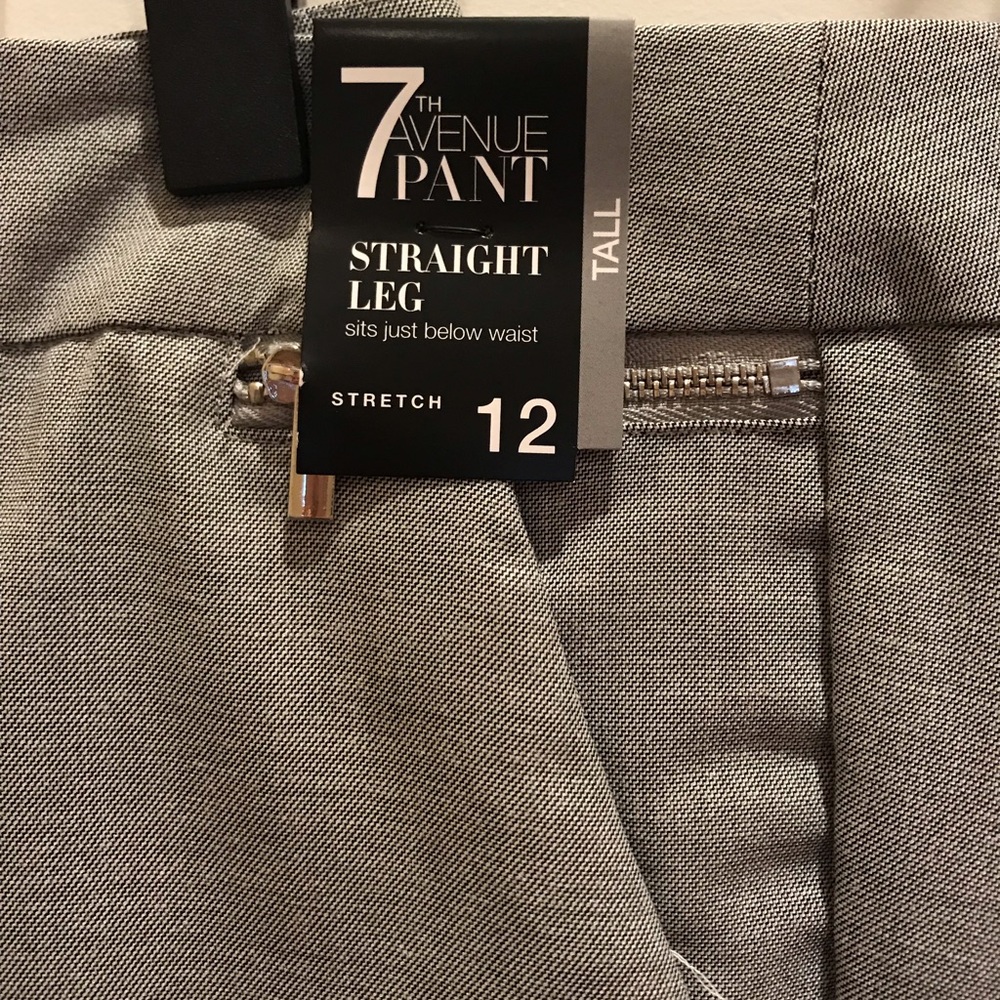 7TH
AVENUE
PANT
STRAIGHT
LEG
sits just below waist
STRETCH
12
TALL